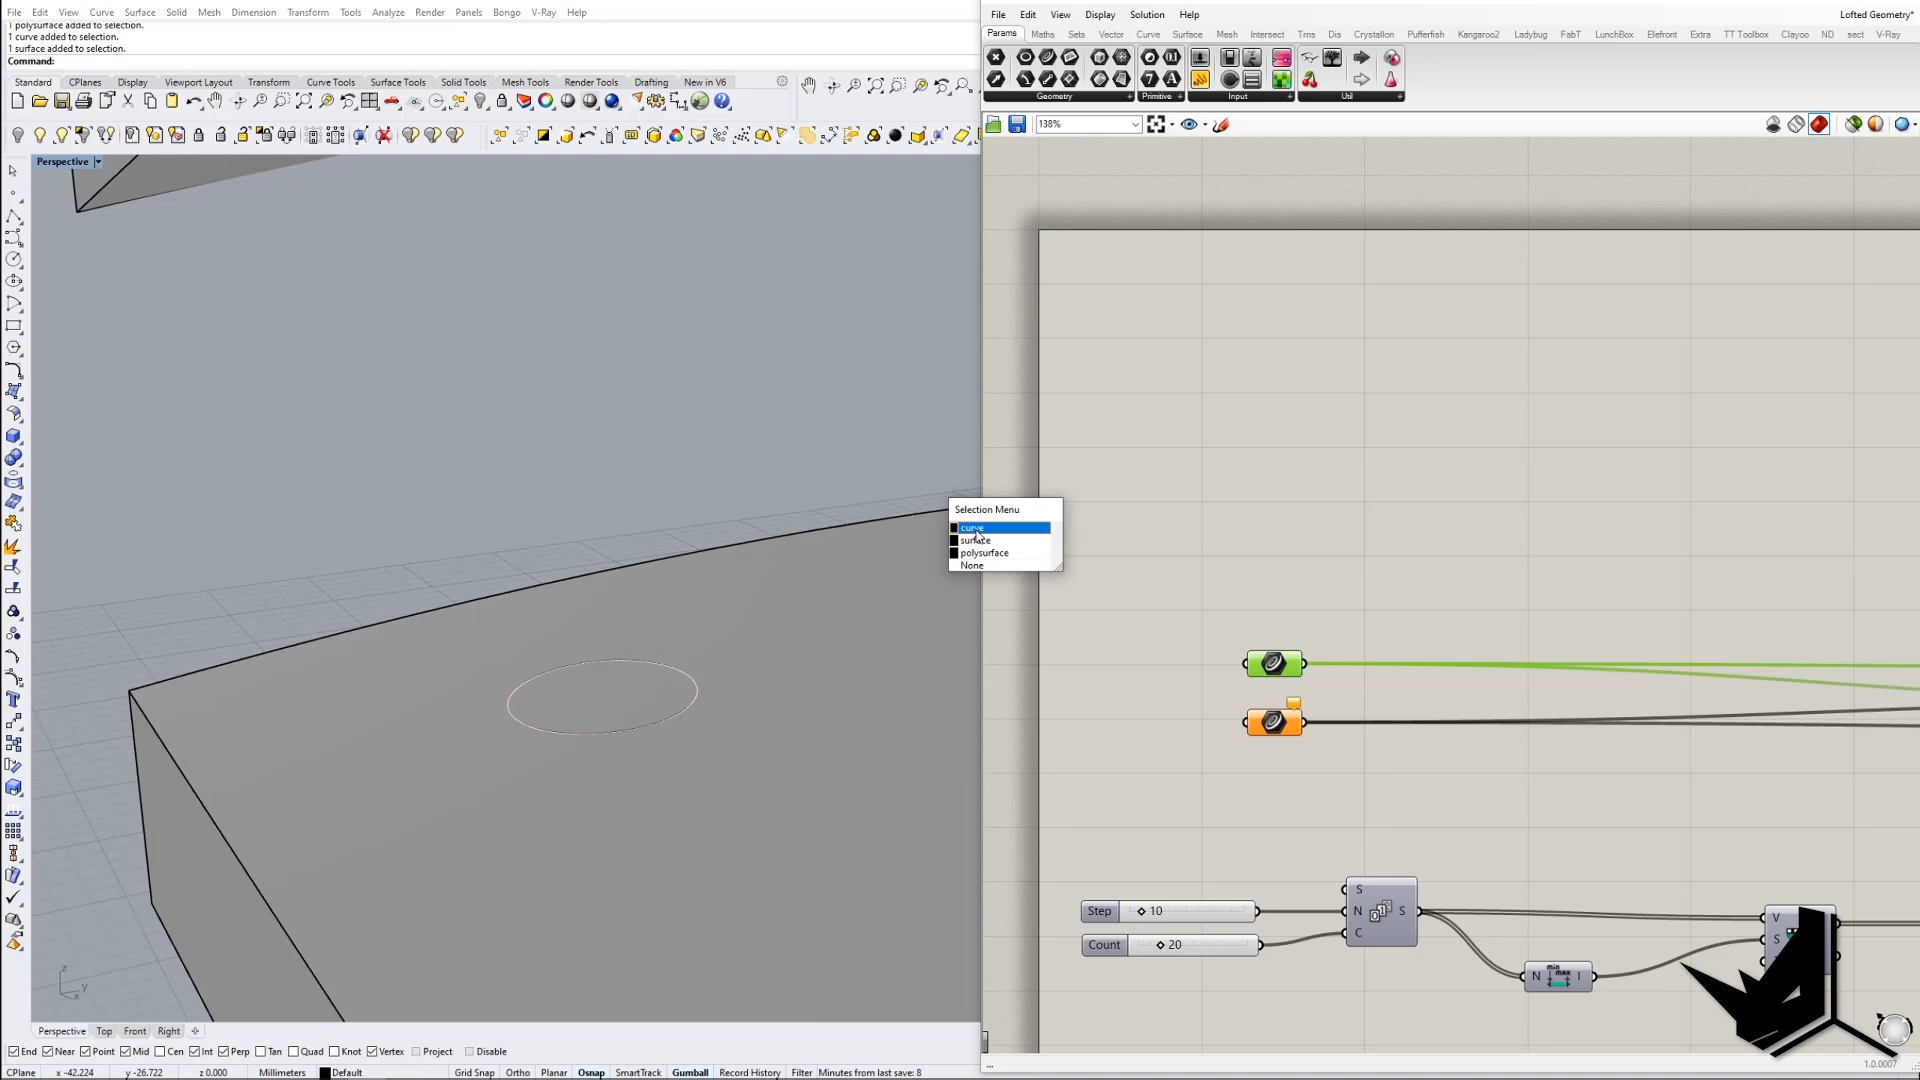 File Edit View Curve Surface Solid Mesh Dimension Transform Tools Analyze Render Panels Bongo V-Ray Help
1 polysurface added to selection.
1 curve added to selection.
1 surface added to selection.
Command:
Standard CPlanes Display Viewport Layout Transform Curve Tools Surface Tools Solid Tools Mesh Tools Render Tools Drafting New in V6
Perspective
File Edit View Display Solution Help Lofted Geometry*
Params Maths Sets Vector Curve Surface Mesh Intersect Trns Dis Crystallon Pufferfish Kangaroo2 Ladybug FabT LunchBox Elefront Extra TT Toolbox Clayoo ND sect V-Ray
Geometry Primitive Input Util
138%
Selection Menu
curve
surface
polysurface
None
Step 10
Count 20
S
N S
C
N min max I
V
S
z
y
x
Perspective Top Front Right
End Near Point Mid Cen Int Perp Tan Quad Knot Vertex Project Disable
CPlane x -42.224 y -26.722 z 0.000 Millimeters Default Grid Snap Ortho Planar Osnap SmartTrack Gumball Record History Filter Minutes from last save: 8
...
1.0.0007